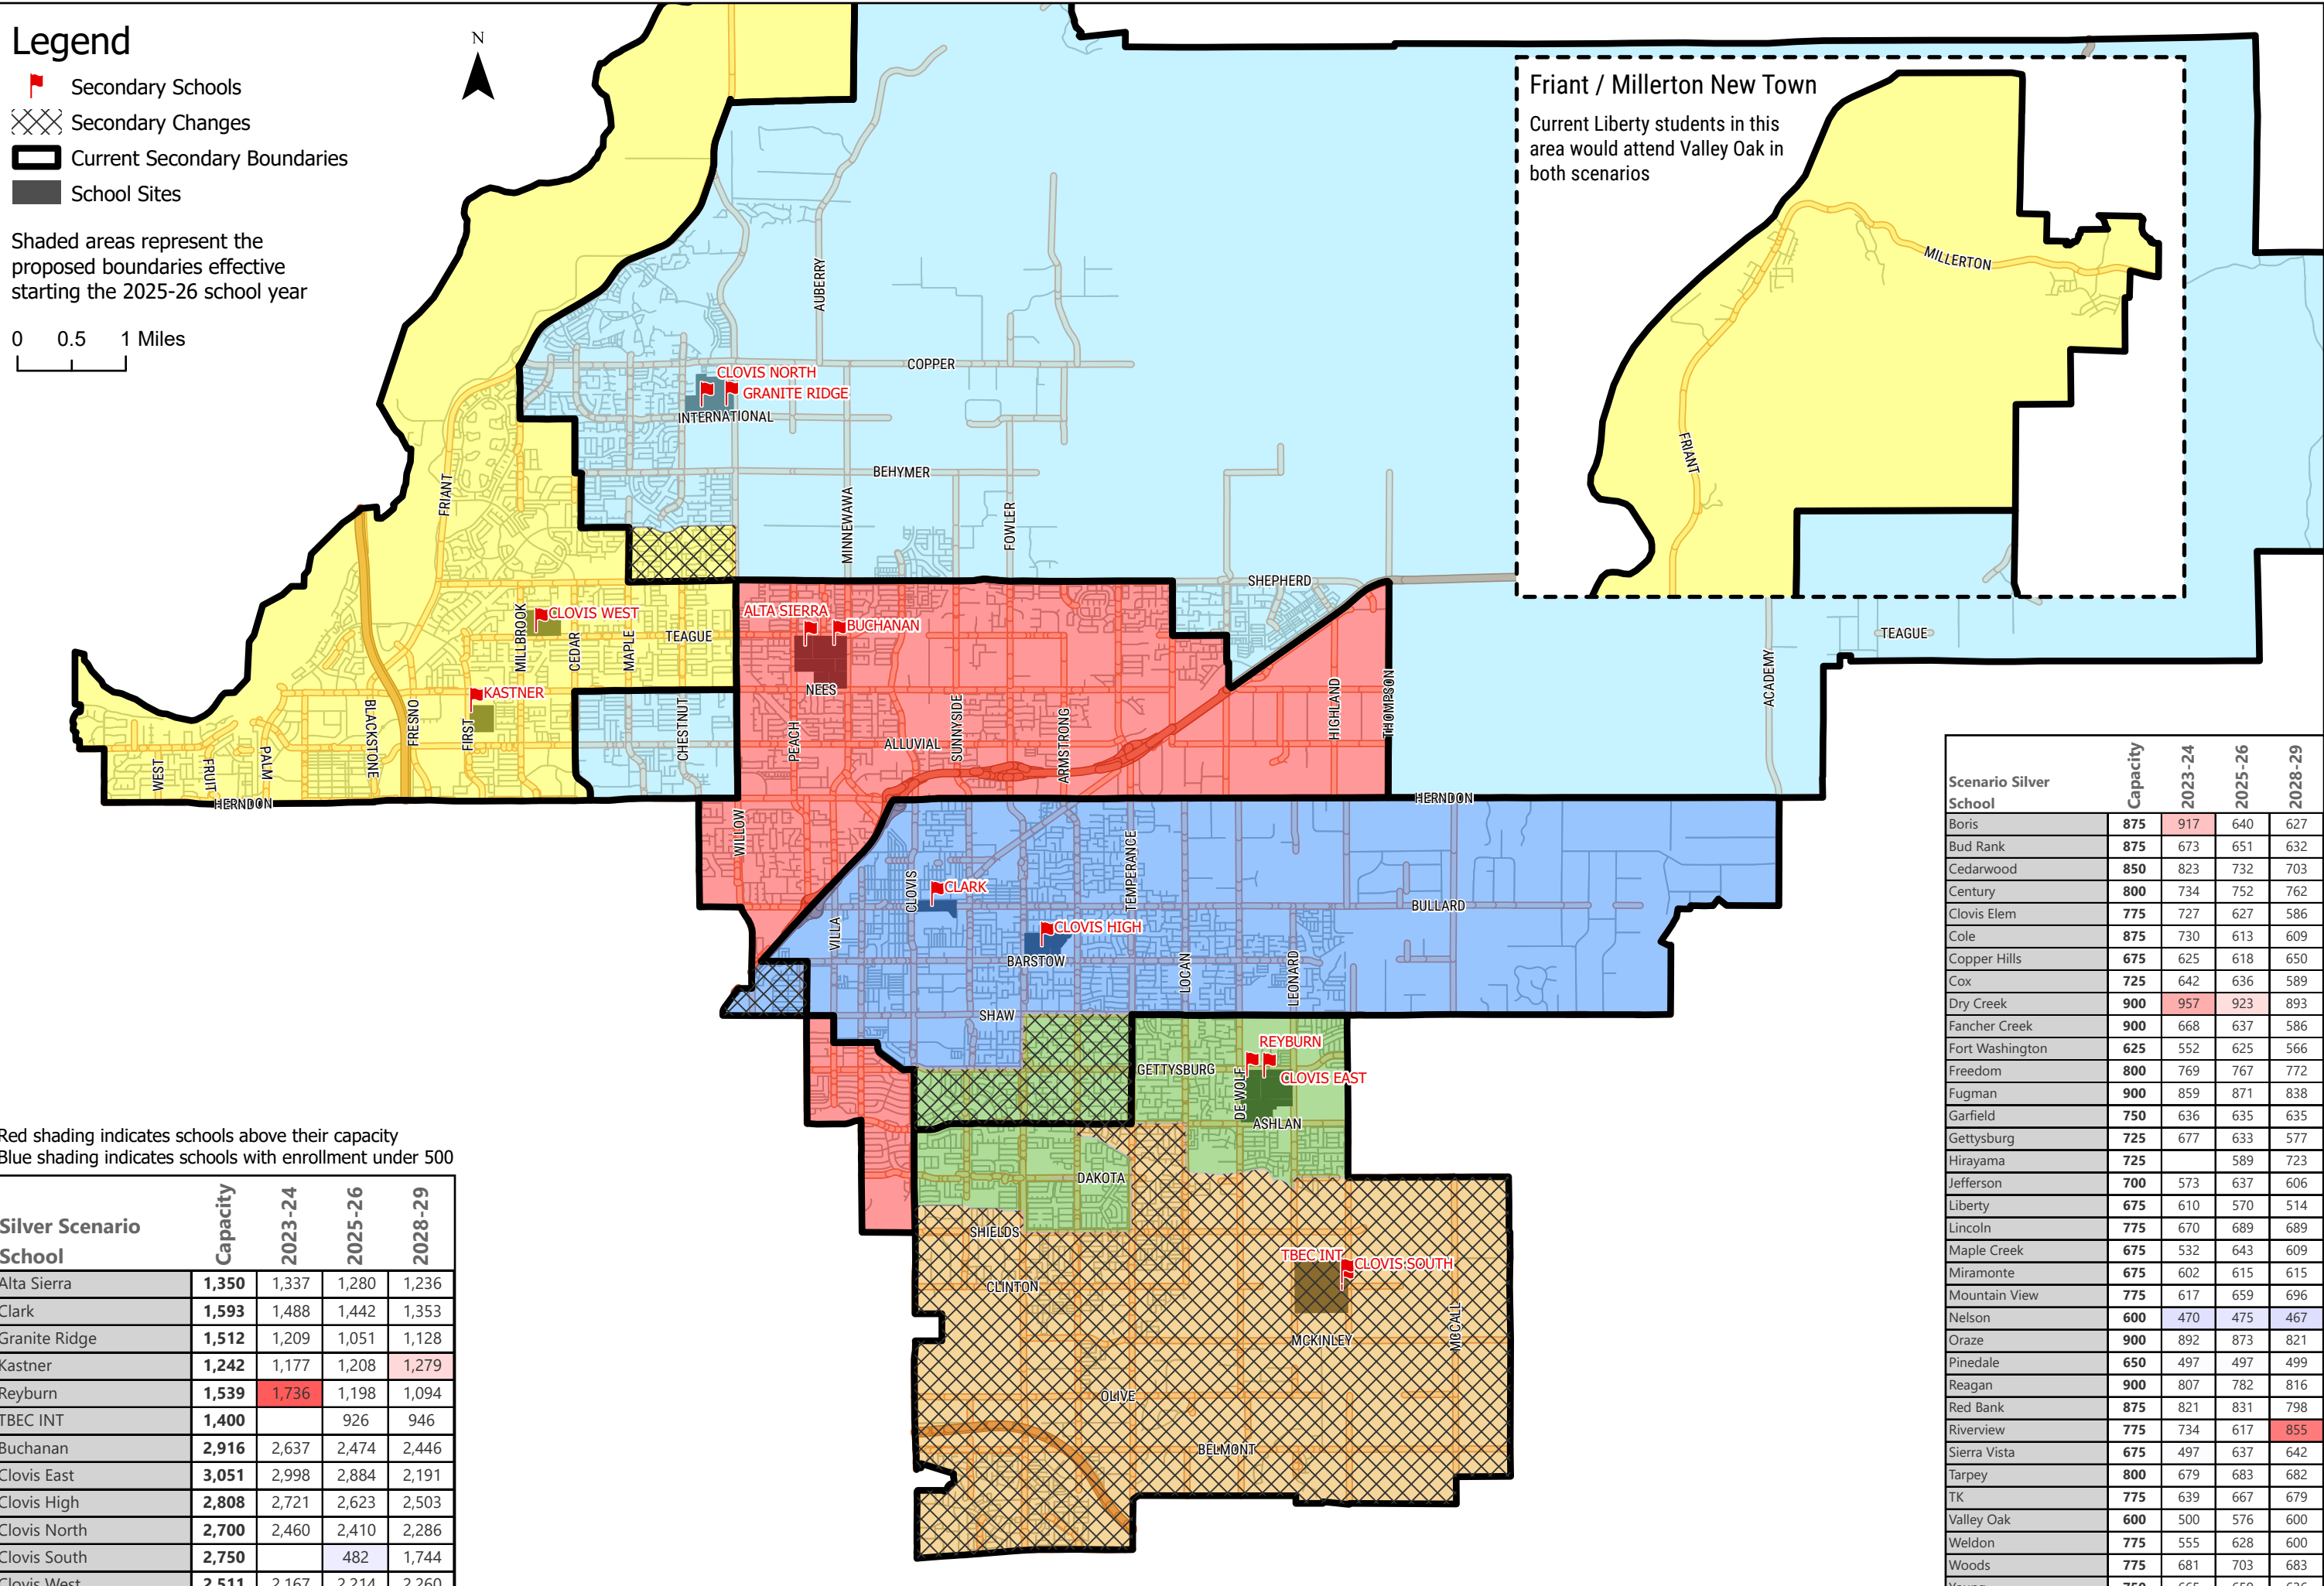 Legend
N
Secondary Schools
Secondary Changes
Current Secondary Boundaries
School Sites
Shaded areas represent the
proposed boundaries effective
starting the 2025-26 school year
0 0.5 1 Miles
Friant / Millerton New Town
Current Liberty students in this
area would attend Valley Oak in
both scenarios
MILLERTON
FRIANT
AUBERRY
COPPER
CLOVIS NORTH
GRANITE RIDGE
INTERNATIONAL
BEHYMER
FRIANT
MINNEWAWA
FOWLER
SHEPHERD
CLOVIS WEST
MILLBROOK
CEDAR
MAPLE
TEAGUE
ALTA SIERRA
BUCHANAN
TEAGUE
ACADEMY
KASTNER
NEES
BLACKSTONE
FRESNO
FIRST
CHESTNUT
PEACH
SUNNYSIDE
ARMSTRONG
HIGHLAND
THOMPSON
ALLUVIAL
WEST
FRUIT
PALM
HERNDON
HERNDON
WILLOW
CLOVIS
CLARK
TEMPERANCE
BULLARD
VILLA
CLOVIS HIGH
BARSTOW
LOCAN
LEONARD
SHAW
REYBURN
GETTYSBURG
DE WOLF
CLOVIS EAST
ASHLAN
DAKOTA
SHIELDS
TBEC INT
CLOVIS SOUTH
CLINTON
MCCALL
MCKINLEY
OLIVE
BELMONT
Red shading indicates schools above their capacity
Blue shading indicates schools with enrollment under 500
Silver Scenario School Capacity 2023-24 2025-26 2028-29
Alta Sierra 1,350 1,337 1,280 1,236
Clark 1,593 1,488 1,442 1,353
Granite Ridge 1,512 1,209 1,051 1,128
Kastner 1,242 1,177 1,208 1,279
Reyburn 1,539 1,736 1,198 1,094
TBEC INT 1,400 926 946
Buchanan 2,916 2,637 2,474 2,446
Clovis East 3,051 2,998 2,884 2,191
Clovis High 2,808 2,721 2,623 2,503
Clovis North 2,700 2,460 2,410 2,286
Clovis South 2,750 482 1,744
Clovis West 2,511 2,167 2,214 2,260
Scenario Silver School Capacity 2023-24 2025-26 2028-29
Boris 875 917 640 627
Bud Rank 875 673 651 632
Cedarwood 850 823 732 703
Century 800 734 752 762
Clovis Elem 775 727 627 586
Cole 875 730 613 609
Copper Hills 675 625 618 650
Cox 725 642 636 589
Dry Creek 900 957 923 893
Fancher Creek 900 668 637 586
Fort Washington 625 552 625 566
Freedom 800 769 767 772
Fugman 900 859 871 838
Garfield 750 636 635 635
Gettysburg 725 677 633 577
Hirayama 725 589 723
Jefferson 700 573 637 606
Liberty 675 610 570 514
Lincoln 775 670 689 689
Maple Creek 675 532 643 609
Miramonte 675 602 615 615
Mountain View 775 617 659 696
Nelson 600 470 475 467
Oraze 900 892 873 821
Pinedale 650 497 497 499
Reagan 900 807 782 816
Red Bank 875 821 831 798
Riverview 775 734 617 855
Sierra Vista 675 497 637 642
Tarpey 800 679 683 682
TK 775 639 667 679
Valley Oak 600 500 576 600
Weldon 775 555 628 600
Woods 775 681 703 683